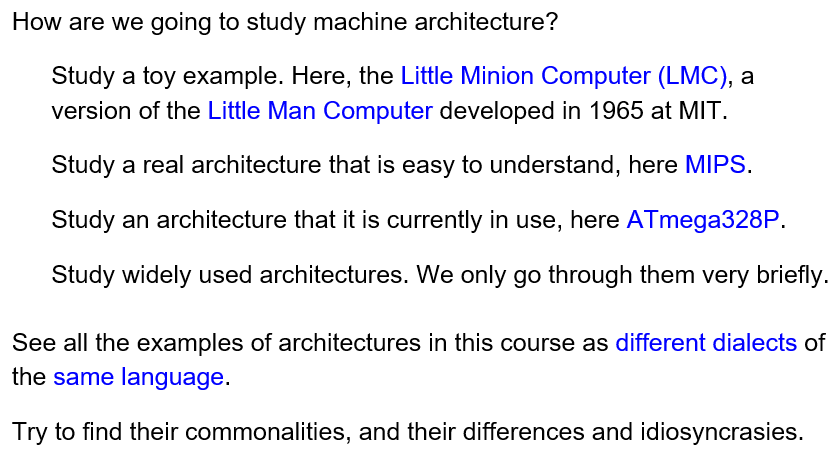 How are we going to study machine architecture?
Study a toy example. Here, the Little Minion Computer (LMC), a
version of the Little Man Computer developed in 1965 at MIT.
Study a real architecture that is easy to understand, here MIPS.
Study an architecture that it is currently in use, here ATmega328P.
Study widely used architectures. We only go through them very briefly.
See all the examples of architectures in this course as different dialects of
the same language.
Try to find their commonalities, and their differences and idiosyncrasies.